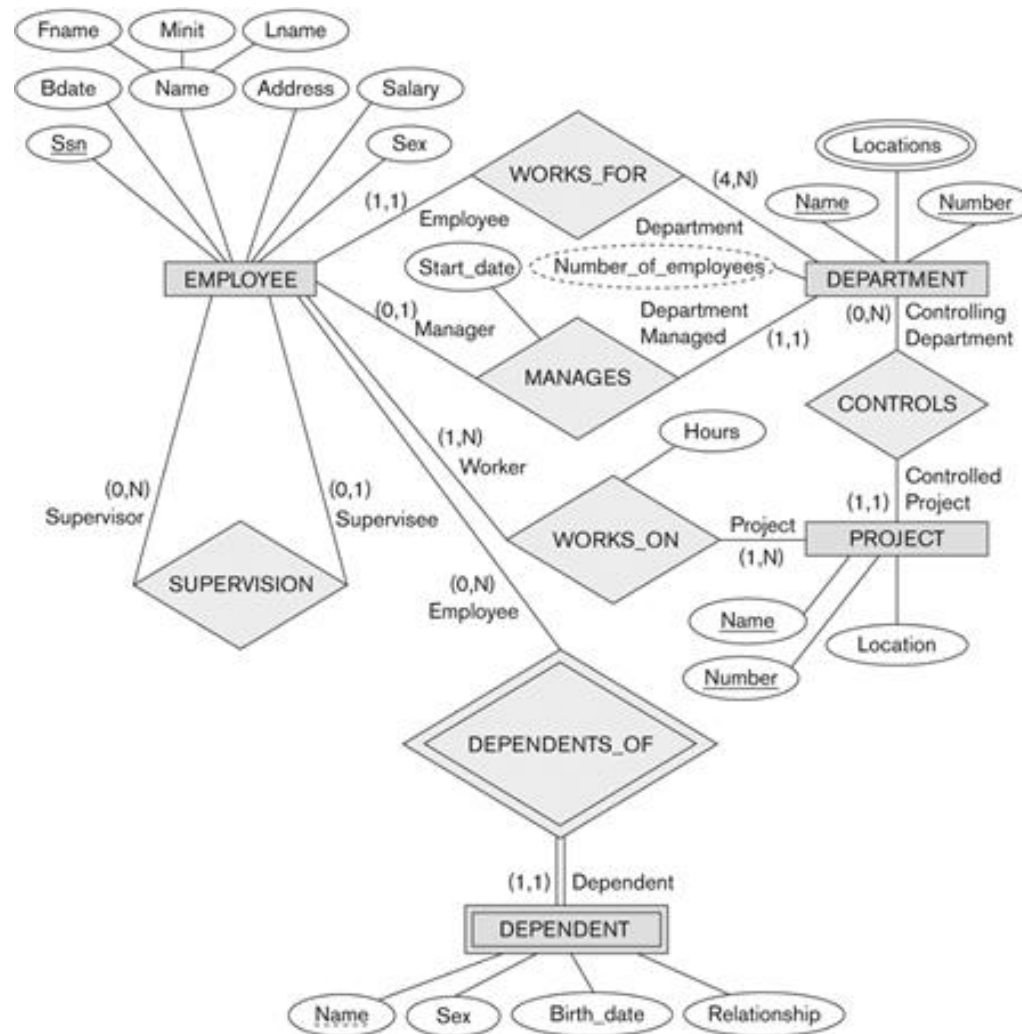 Fname Minit Lname
Bdate Name Address Salary
Ssn Sex
WORKS_FOR
Locations
(1,1)
Employee
(4,N)
Department
Name Number
EMPLOYEE
Start_date
Number_of_employees
DEPARTMENT
(0,1)
Manager
Department
Managed
(1,1)
(0,N) Controlling
Department
MANAGES
CONTROLS
Hours
(1,N)
Worker
(0,N)
Supervisor
(0,1)
Supervisee
Controlled
Project
(1,1)
WORKS_ON
Project
(1,N)
PROJECT
SUPERVISION
(0,N)
Employee
Name
Number
Location
DEPENDENTS_OF
(1,1) Dependent
DEPENDENT
Name Sex Birth_date Relationship